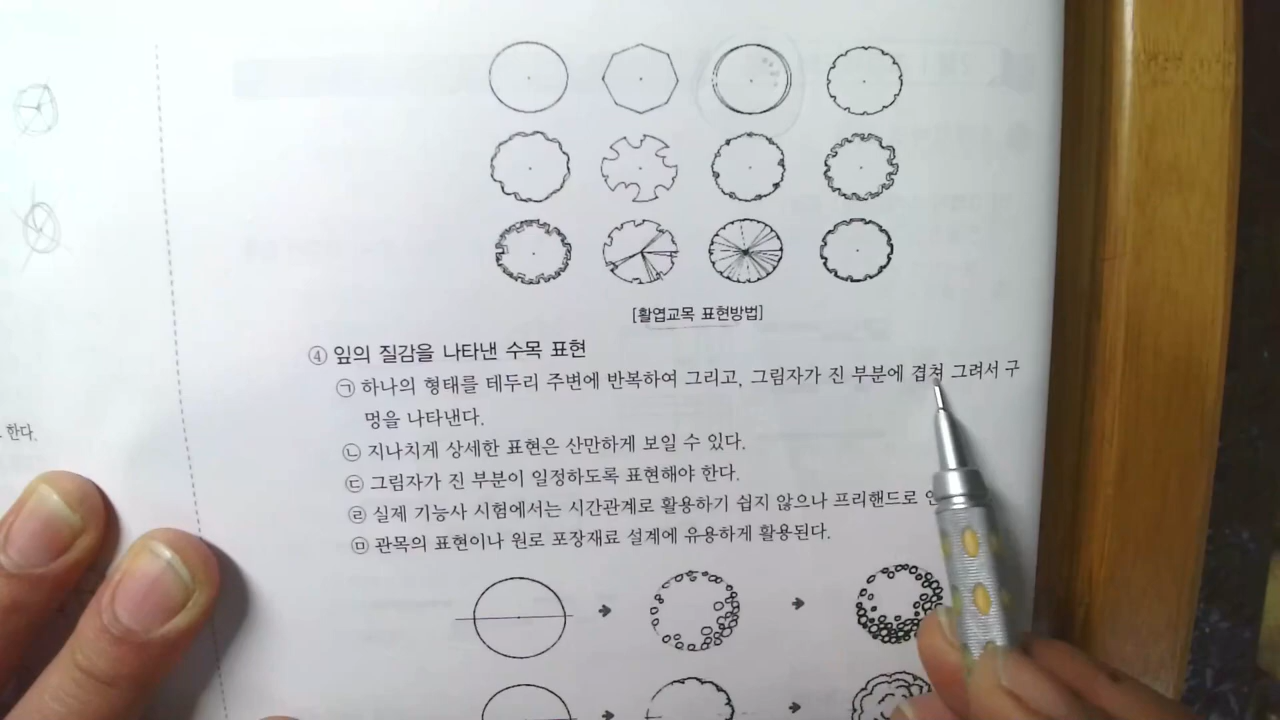 [활엽교목 표현방법]
④ 잎의 질감을 나타낸 수목 표현
㉠ 하나의 형태를 테두리 주변에 반복하여 그리고, 그림자가 진 부분에 겹쳐 그려서 구
멍을 나타낸다.
㉡ 지나치게 상세한 표현은 산만하게 보일 수 있다.
㉢ 그림자가 진 부분이 일정하도록 표현해야 한다.
한다.
㉣ 실제 기능사 시험에서는 시간관계로 활용하기 쉽지 않으나 프리핸드로
㉤ 관목의 표현이나 원로 포장재료 설계에 유용하게 활용된다.